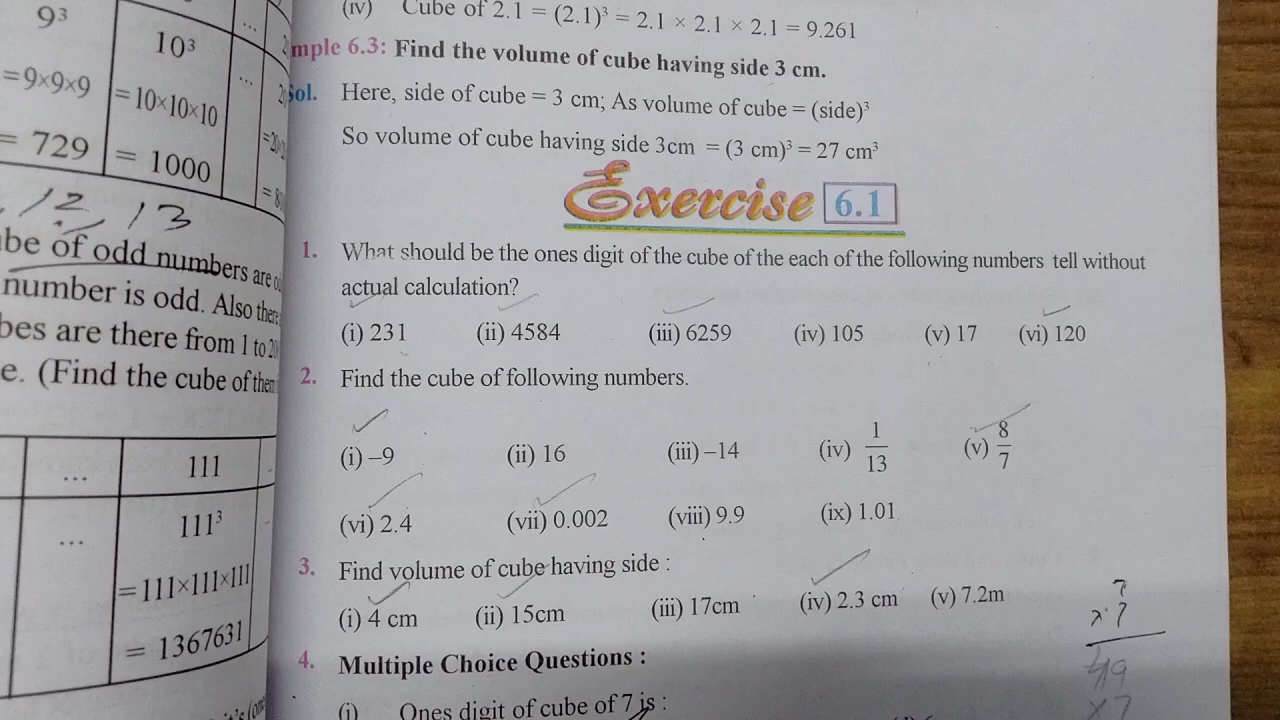 9³
=9×9×9
= 729
10³
=10×10×10
= 1000
...
...
12, 13
of odd numbers are
number is odd. Also there
are there from 1 to
e. (Find the cube of them
... 111
... 111³
=111×111×111
= 1367631
(iv) Cube of 2.1 = (2.1)³ = 2.1 × 2.1 × 2.1 = 9.261
mple 6.3: Find the volume of cube having side 3 cm.
Sol. Here, side of cube = 3 cm; As volume of cube = (side)³
So volume of cube having side 3cm = (3 cm)³ = 27 cm³
Exercise 6.1
1. What should be the ones digit of the cube of the each of the following numbers tell without
actual calculation?
(i) 231 (ii) 4584 (iii) 6259 (iv) 105 (v) 17 (vi) 120
2. Find the cube of following numbers.
(i) –9 (ii) 16 (iii) –14 (iv) 1/13 (v) 8/7
(vi) 2.4 (vii) 0.002 (viii) 9.9 (ix) 1.01
3. Find volume of cube having side :
(i) 4 cm (ii) 15cm (iii) 17cm (iv) 2.3 cm (v) 7.2m
4. Multiple Choice Questions :
(i) Ones digit of cube of 7 is :
7
×7
49
×7